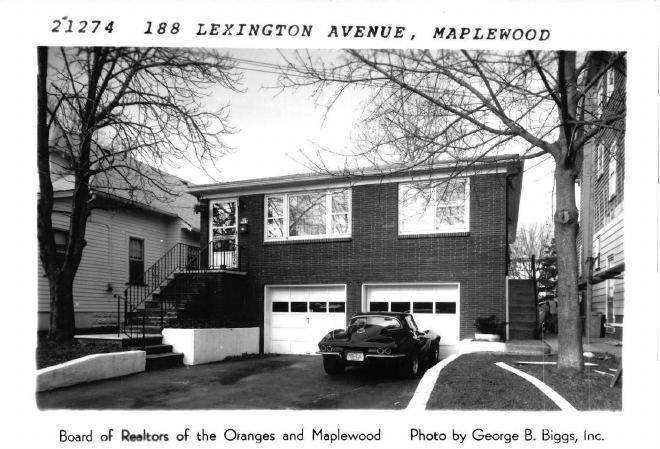 21274 188 LEXINGTON AVENUE, MAPLEWOOD
Board of Realtors of the Oranges and Maplewood Photo by George B. Biggs, Inc.